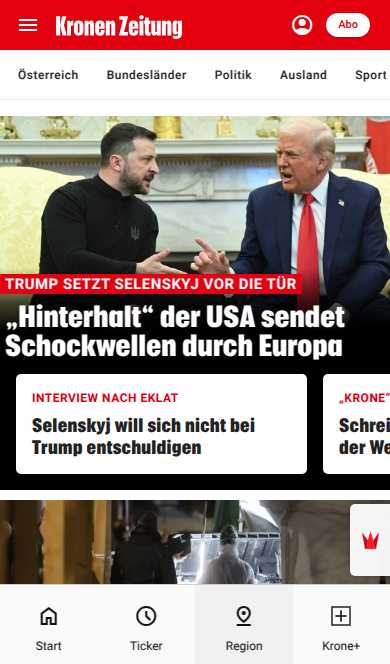 Kronen Zeitung
Abo
Österreich Bundesländer Politik Ausland Sport
TRUMP SETZT SELENSKYJ VOR DIE TÜR
„Hinterhalt“ der USA sendet
Schockwellen durch Europa
INTERVIEW NACH EKLAT
Selenskyj will sich nicht bei
Trump entschuldigen
„KRONE“
Schrei
der We
Start Ticker Region Krone+